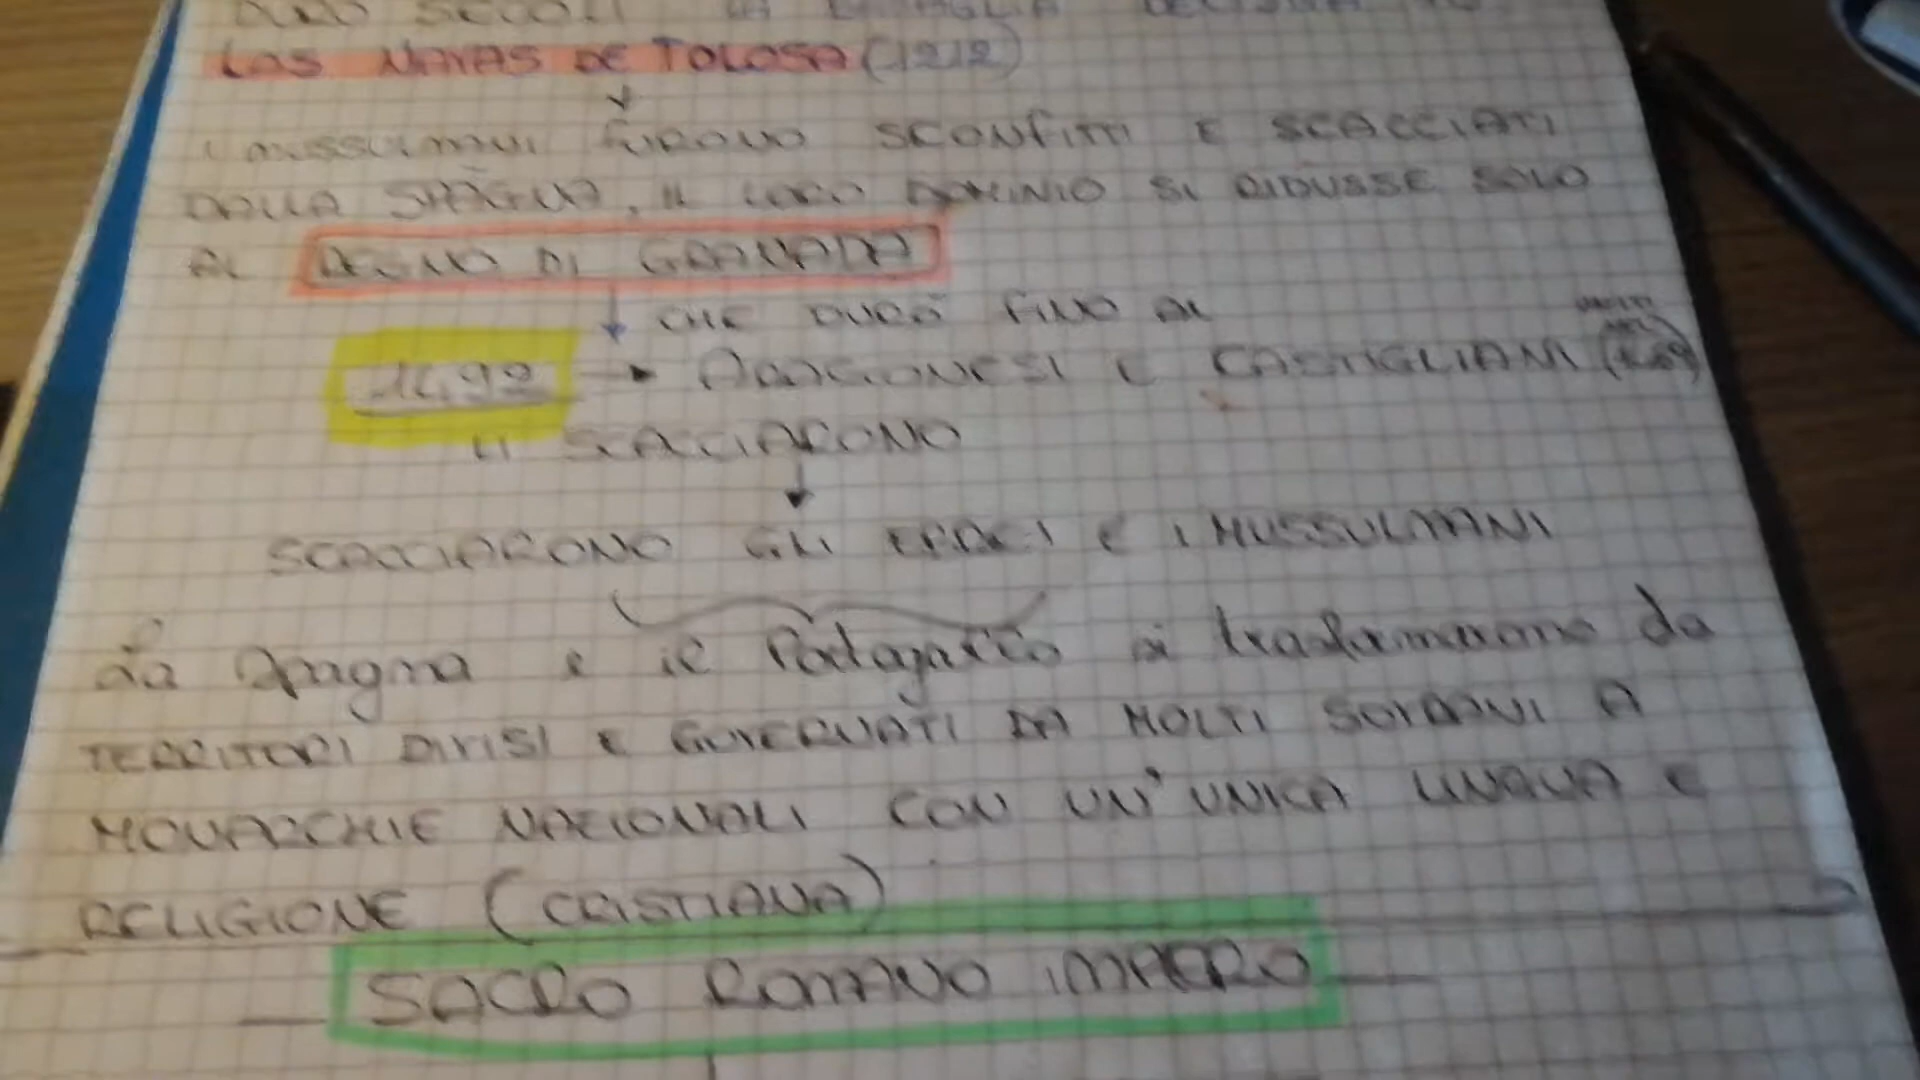 LAS NAVAS DE TOLOSA (1212)
I MUSSULMANI FURONO SCONFITTI E SCACCIATI
DALLA SPAGNA, IL LORO DOMINIO SI RIDUSSE SOLO
AL REGNO DI GRANADA
CHE DURÒ FINO AL
1492 → ARAGONESI E CASTIGLIANI
LI SCACCIARONO
SCACCIARONO GLI EBREI E I MUSSULMANI
La Spagna e il Portogallo si trasformarono da
TERRITORI DIVISI E GOVERNATI DA MOLTI SOVRANI A
MONARCHIE NAZIONALI CON UN'UNICA LINGUA E
RELIGIONE (CRISTIANA)
SACRO ROMANO IMPERO